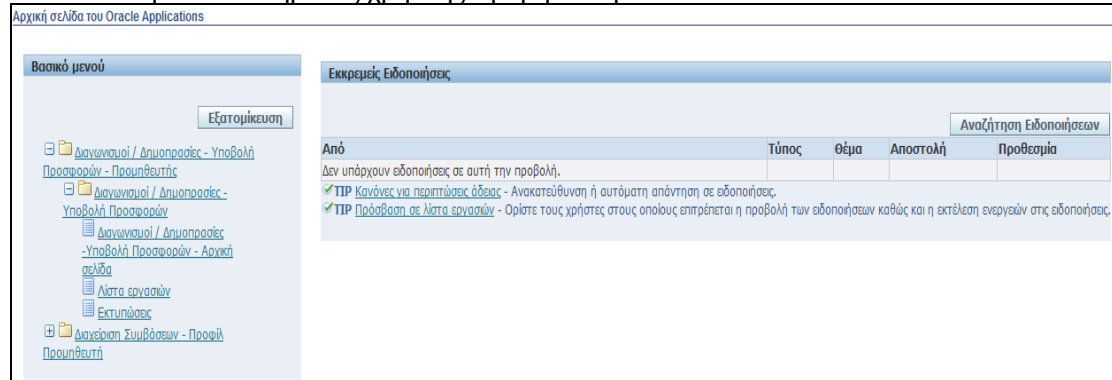 Αρχική σελίδα του Oracle Applications
Βασικό μενού
Εξατομίκευση
Διαγωνισμοί / Δημοπρασίες - Υποβολή
Προσφορών - Προμηθευτής
Διαγωνισμοί / Δημοπρασίες -
Υποβολή Προσφορών
Διαγωνισμοί / Δημοπρασίες
-Υποβολή Προσφορών - Αρχική
σελίδα
Λίστα εργασιών
Εκτυπώσεις
Διαχείριση Συμβάσεων - Προφίλ
Προμηθευτή
Εκκρεμείς Ειδοποιήσεις
Αναζήτηση Ειδοποιήσεων
Από Τύπος Θέμα Αποστολή Προθεσμία
Δεν υπάρχουν ειδοποιήσεις σε αυτή την προβολή.
TIP Κανόνες για περιπτώσεις άδειας - Ανακατεύθυνση ή αυτόματη απάντηση σε ειδοποιήσεις.
TIP Πρόσβαση σε λίστα εργασιών - Ορίστε τους χρήστες στους οποίους επιτρέπεται η προβολή των ειδοποιήσεων καθώς και η εκτέλεση ενεργειών στις ειδοποιήσεις.